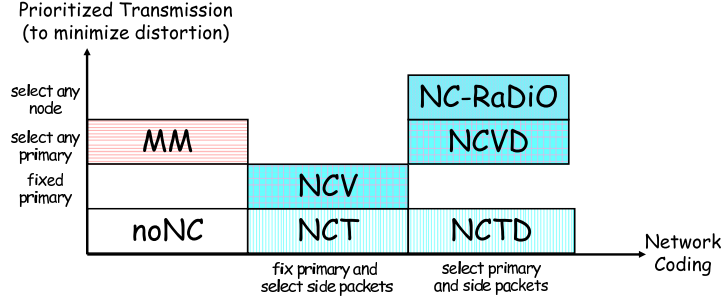 Prioritized Transmission
(to minimize distortion)
select any
node
NC-RaDiO
select any
primary
MM
NCVD
fixed
primary
NCV
noNC
NCT
NCTD
Network
Coding
fix primary and
select side packets
select primary
and side packets